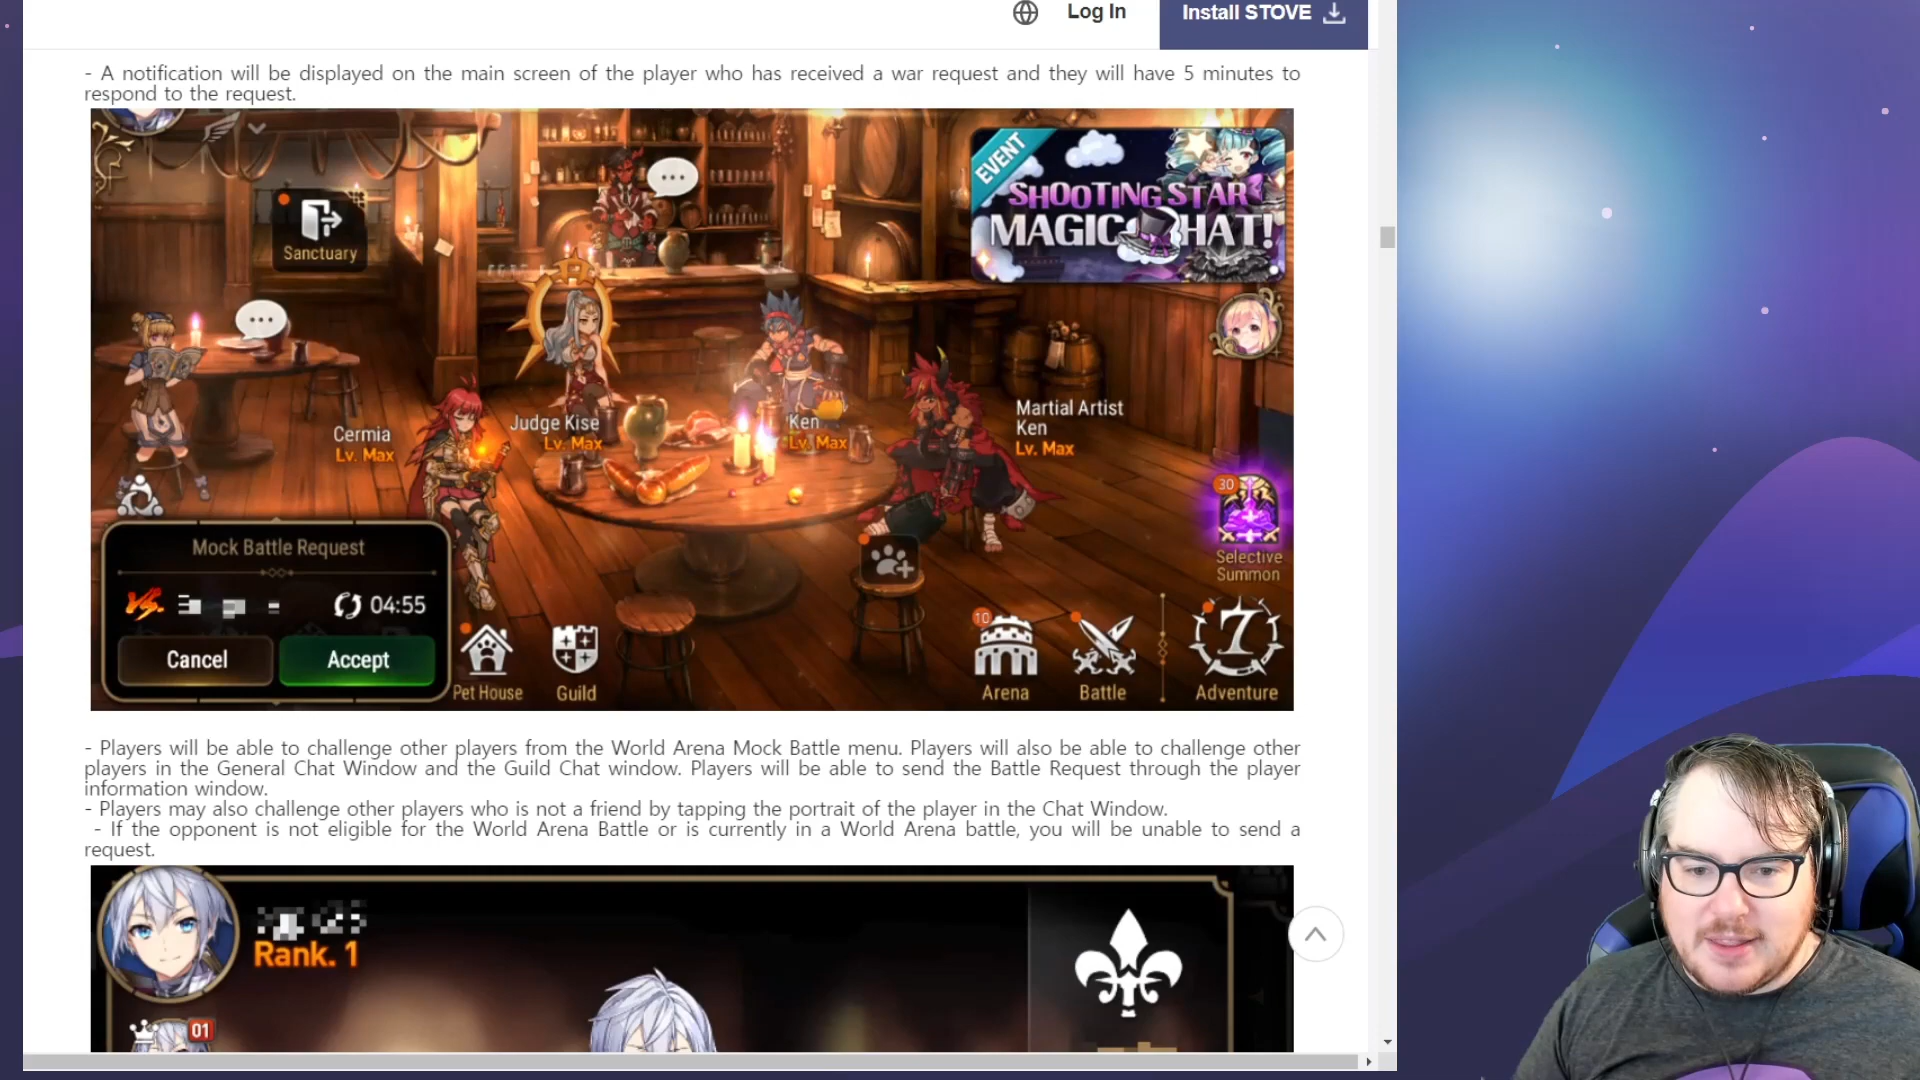 Log In
Install STOVE
- A notification will be displayed on the main screen of the player who has received a war request and they will have 5 minutes to
respond to the request.
EVENT
SHOOTING STAR
MAGIC HAT!
Sanctuary
Cermia
Lv. Max
Judge Kise
Lv. Max
Ken
Lv. Max
Martial Artist
Ken
Lv. Max
30
Selective
Summon
Mock Battle Request
VS.
04:55
Cancel
Accept
Pet House
Guild
10
Arena
Battle
7
Adventure
- Players will be able to challenge other players from the World Arena Mock Battle menu. Players will also be able to challenge other
players in the General Chat Window and the Guild Chat window. Players will be able to send the Battle Request through the player
information window.
- Players may also challenge other players who is not a friend by tapping the portrait of the player in the Chat Window.
- If the opponent is not eligible for the World Arena Battle or is currently in a World Arena battle, you will be unable to send a
request.
Rank. 1
01